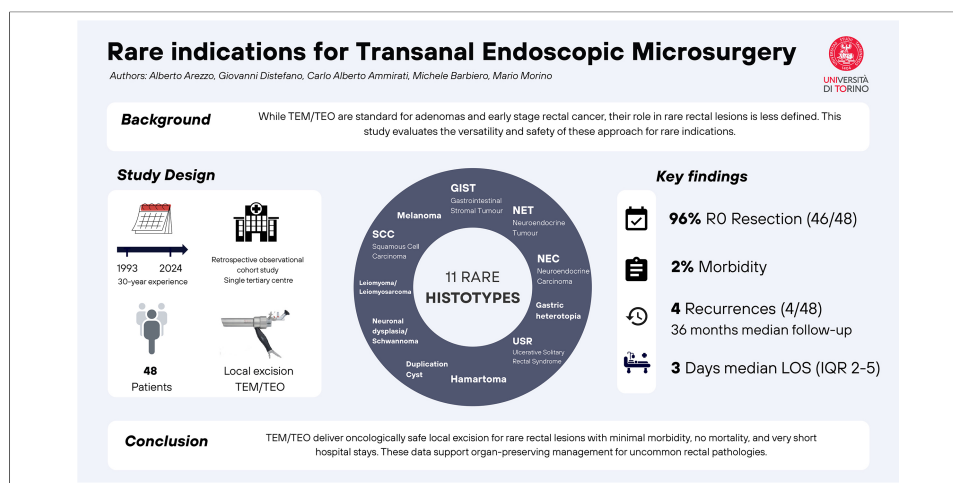 Rare indications for Transanal Endoscopic Microsurgery
Authors: Alberto Arezzo, Giovanni Distefano, Carlo Alberto Ammirati, Michele Barbiero, Mario Morino
UNIVERSITÀ
DI TORINO
Background
While TEM/TEO are standard for adenomas and early stage rectal cancer, their role in rare rectal lesions is less defined. This
study evaluates the versatility and safety of these approach for rare indications.
Study Design
1993
2024
30-year experience
Retrospective observational
cohort study
Single tertiary centre
48
Patients
Local excision
TEM/TEO
GIST
Gastrointestinal
Stromal Tumour
NET
Neuroendocrine
Tumour
NEC
Neuroendocrine
Carcinoma
Gastric
heterotopia
USR
Ulcerative Solitary
Rectal Syndrome
Hamartoma
Duplication
Cyst
Neuronal
dysplasia/
Schwannoma
Leiomyoma/
Leiomyosarcoma
SCC
Squamous Cell
Carcinoma
Melanoma
11 RARE
HISTOTYPES
Key findings
96% R0 Resection (46/48)
2% Morbidity
4 Recurrences (4/48)
36 months median follow-up
3 Days median LOS (IQR 2-5)
Conclusion
TEM/TEO deliver oncologically safe local excision for rare rectal lesions with minimal morbidity, no mortality, and very short
hospital stays. These data support organ-preserving management for uncommon rectal pathologies.